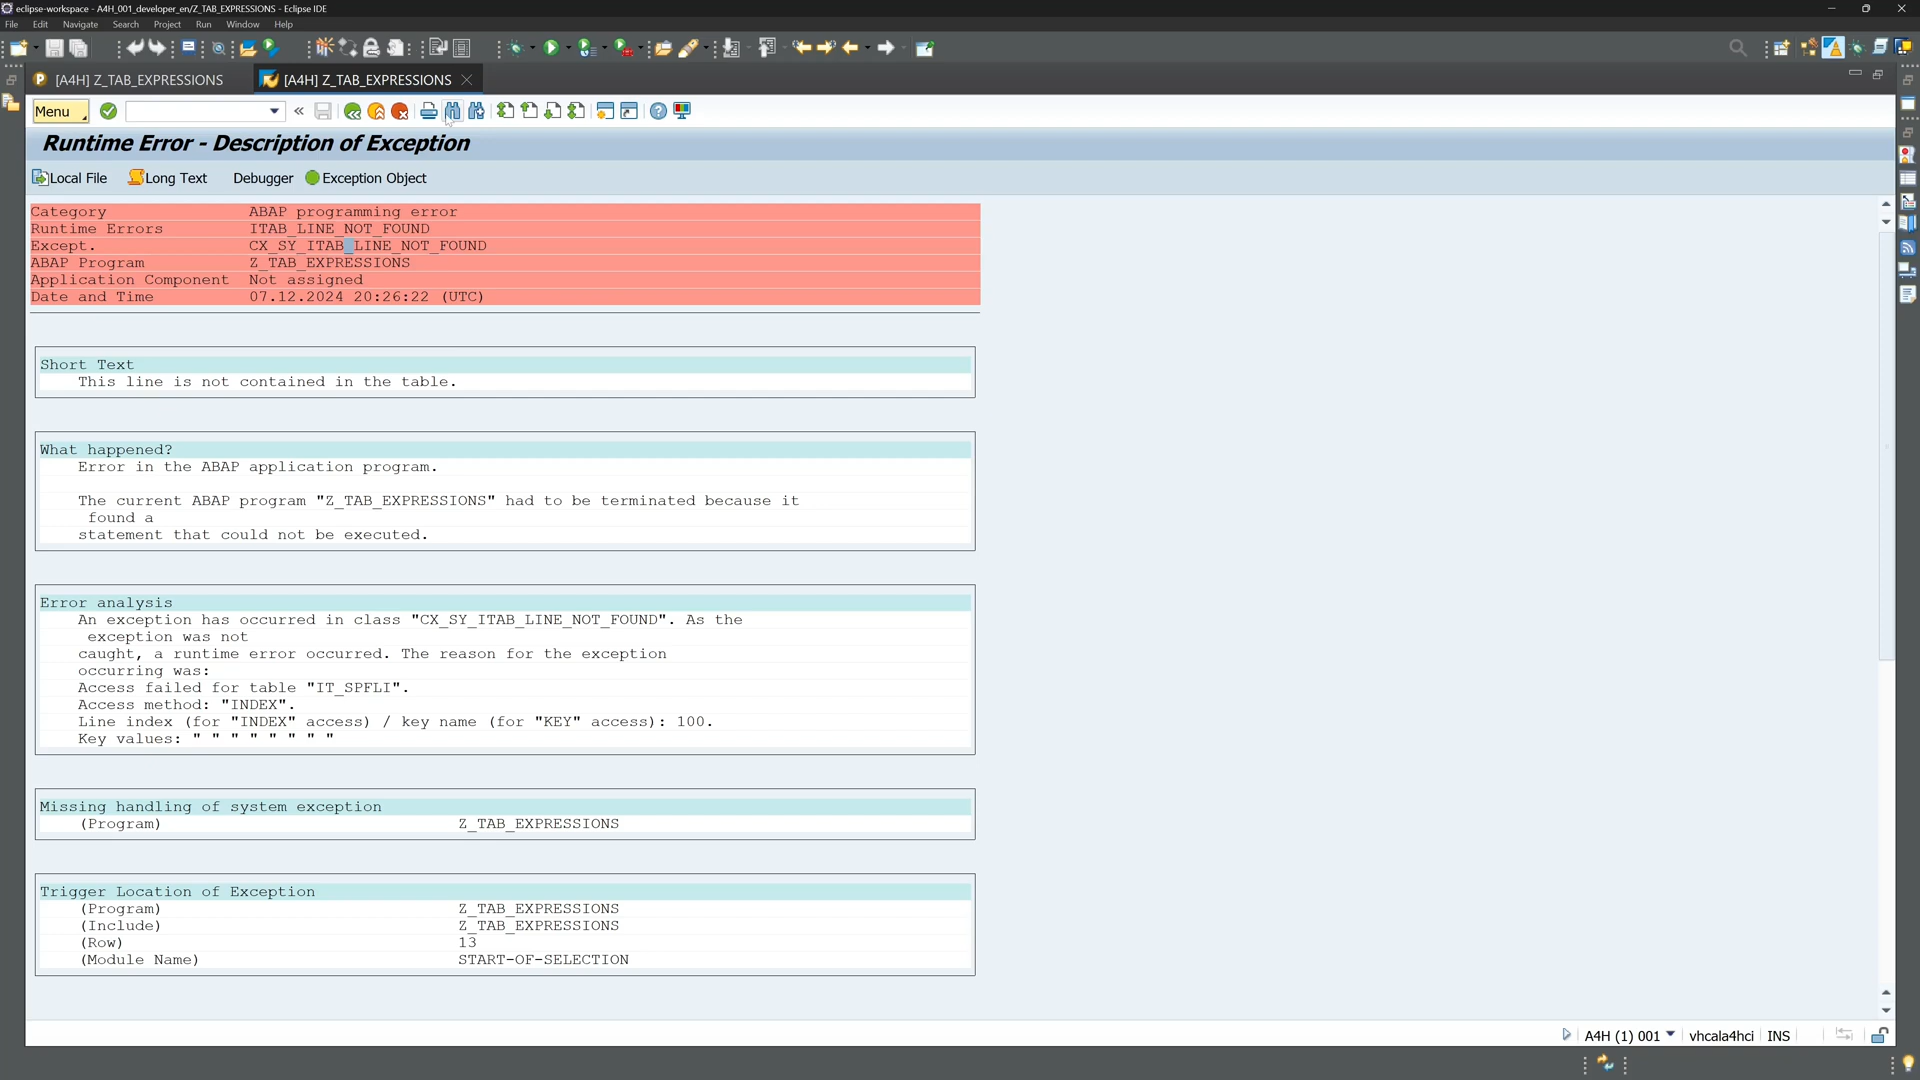 eclipse-workspace - A4H_001_developer_en/Z_TAB_EXPRESSIONS - Eclipse IDE
File Edit Navigate Search Project Run Window Help
[A4H] Z_TAB_EXPRESSIONS [A4H] Z_TAB_EXPRESSIONS
Menu
Runtime Error - Description of Exception
Local File Long Text Debugger Exception Object
Category ABAP programming error
Runtime Errors ITAB_LINE_NOT_FOUND
Except. CX_SY_ITAB_LINE_NOT_FOUND
ABAP Program Z_TAB_EXPRESSIONS
Application Component Not assigned
Date and Time 07.12.2024 20:26:22 (UTC)
Short Text
This line is not contained in the table.
What happened?
Error in the ABAP application program.
The current ABAP program "Z_TAB_EXPRESSIONS" had to be terminated because it
found a
statement that could not be executed.
Error analysis
An exception has occurred in class "CX_SY_ITAB_LINE_NOT_FOUND". As the
exception was not
caught, a runtime error occurred. The reason for the exception
occurring was:
Access failed for table "IT_SPFLI".
Access method: "INDEX".
Line index (for "INDEX" access) / key name (for "KEY" access): 100.
Key values: " " " " " " " "
Missing handling of system exception
(Program) Z_TAB_EXPRESSIONS
Trigger Location of Exception
(Program) Z_TAB_EXPRESSIONS
(Include) Z_TAB_EXPRESSIONS
(Row) 13
(Module Name) START-OF-SELECTION
A4H (1) 001 vhcala4hci INS